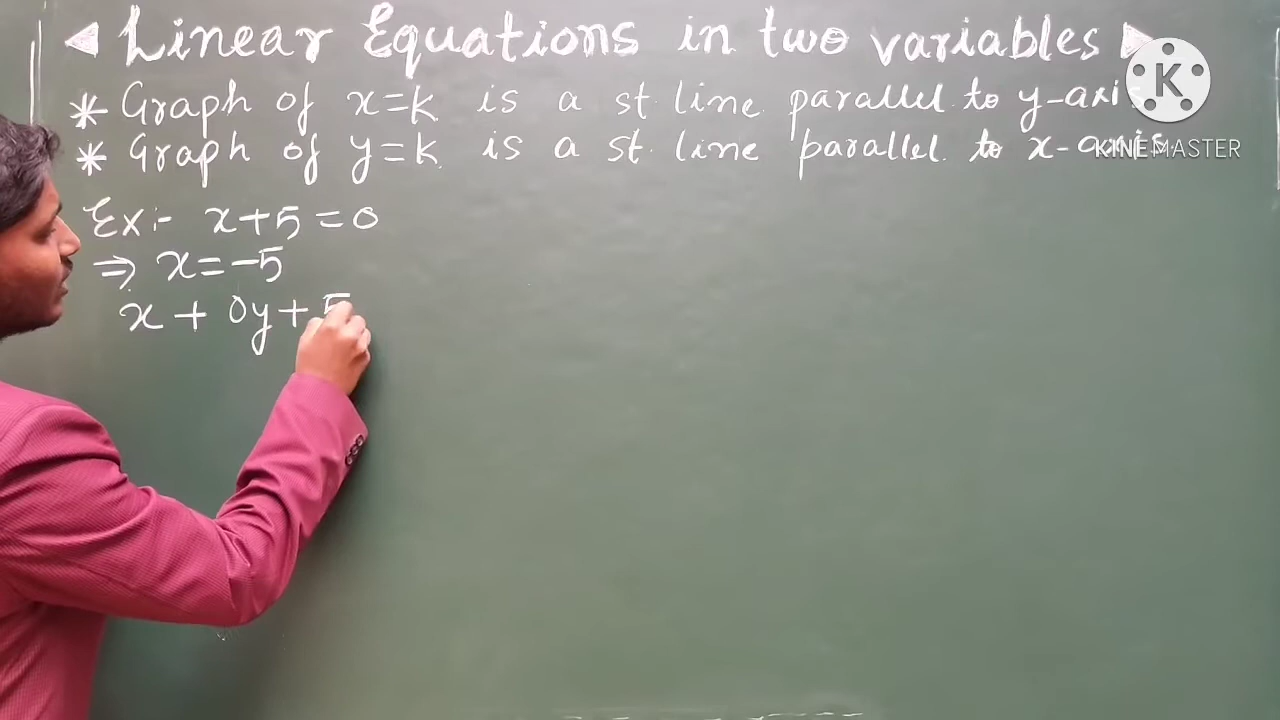 Linear Equations in two variables
* Graph of x=k is a st. line parallel to y-axis
* Graph of y=k is a st. line parallel to x-axis.
Ex:- x+5=0
⇒ x=-5
x + 0y + 5
K
KINEMASTER